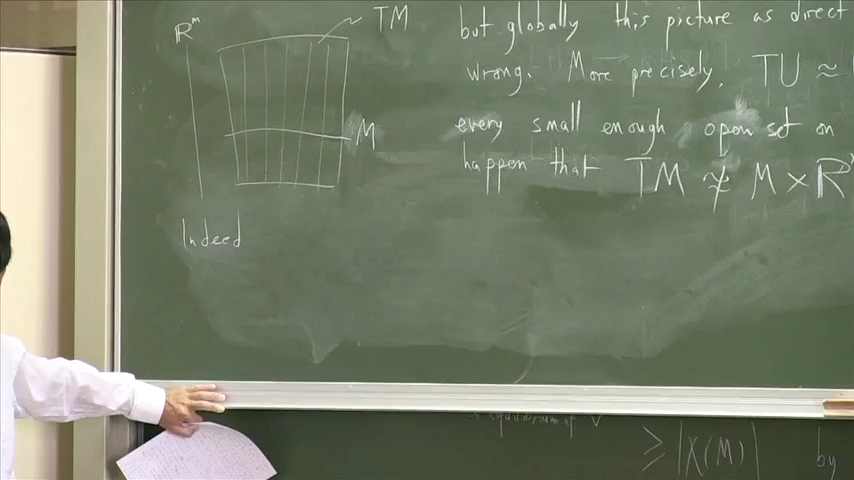 ℝᵐ
TM
M
Indeed
but globally this picture as direct
wrong. More precisely, TU ≈
every small enough open set on
happen that TM ≉ M × ℝ
≥ |χ(M)| by